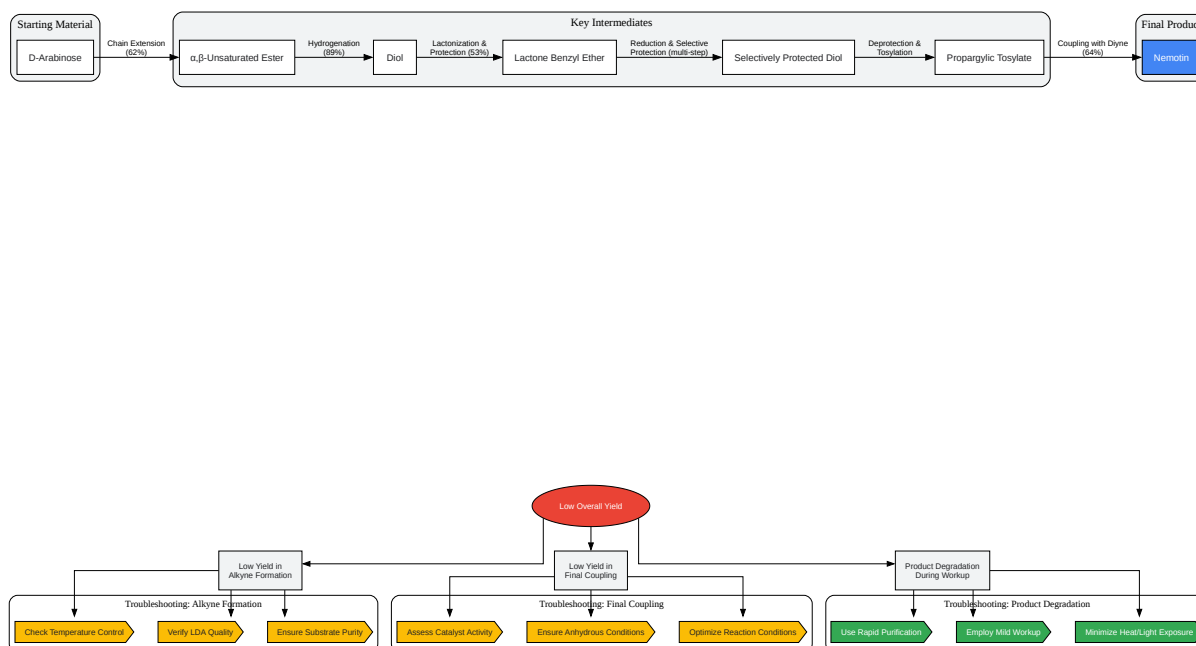 Starting Material
Key Intermediates
Final Product
D-Arabinose
Chain Extension
(62%)
α,β-Unsaturated Ester
Hydrogenation
(89%)
Diol
Lactonization &
Protection (53%)
Lactone Benzyl Ether
Reduction & Selective
Protection (multi-step)
Selectively Protected Diol
Deprotection &
Tosylation
Propargylic Tosylate
Coupling with Diyne
(64%)
Nemotin
Low Overall Yield
Low Yield in
Alkyne Formation
Low Yield in
Final Coupling
Product Degradation
During Workup
Troubleshooting: Alkyne Formation
Check Temperature Control
Verify LDA Quality
Ensure Substrate Purity
Troubleshooting: Final Coupling
Assess Catalyst Activity
Ensure Anhydrous Conditions
Optimize Reaction Conditions
Troubleshooting: Product Degradation
Use Rapid Purification
Employ Mild Workup
Minimize Heat/Light Exposure